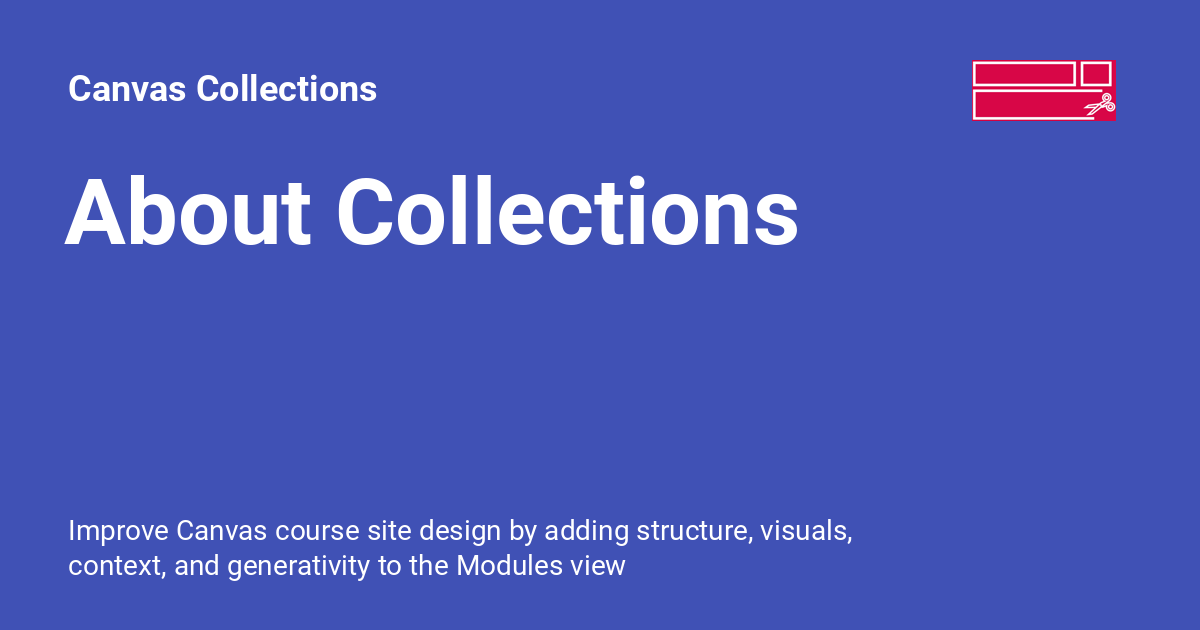 Canvas Collections
About Collections
Improve Canvas course site design by adding structure, visuals,
context, and generativity to the Modules view